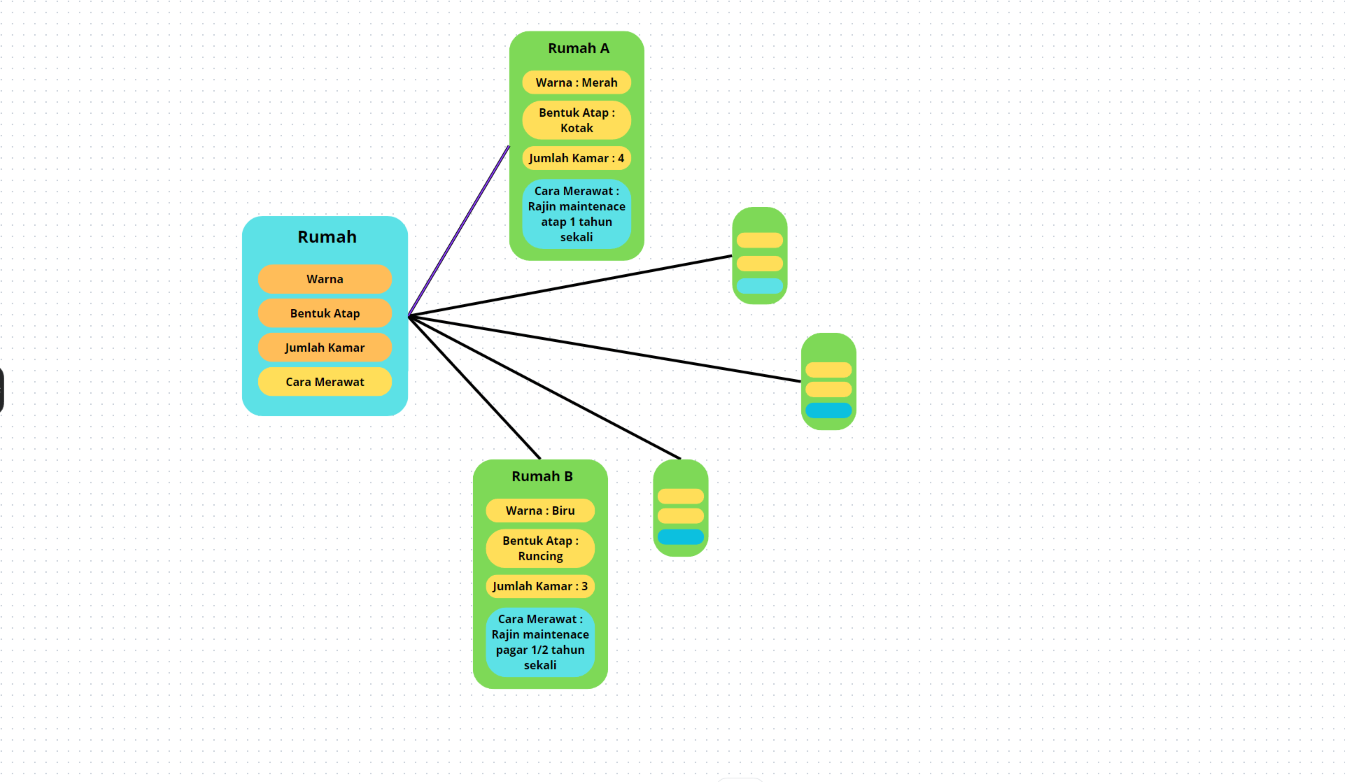 Rumah A
Warna : Merah
Bentuk Atap :
Kotak
Jumlah Kamar : 4
Cara Merawat :
Rajin maintenace
atap 1 tahun
sekali
Rumah
Warna
Bentuk Atap
Jumlah Kamar
Cara Merawat
Rumah B
Warna : Biru
Bentuk Atap :
Runcing
Jumlah Kamar : 3
Cara Merawat :
Rajin maintenace
pagar 1/2 tahun
sekali